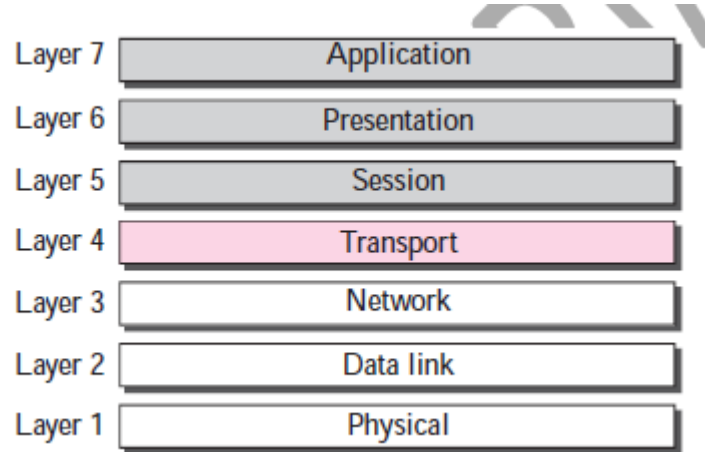 Layer 7 Application
Layer 6 Presentation
Layer 5 Session
Layer 4 Transport
Layer 3 Network
Layer 2 Data link
Layer 1 Physical